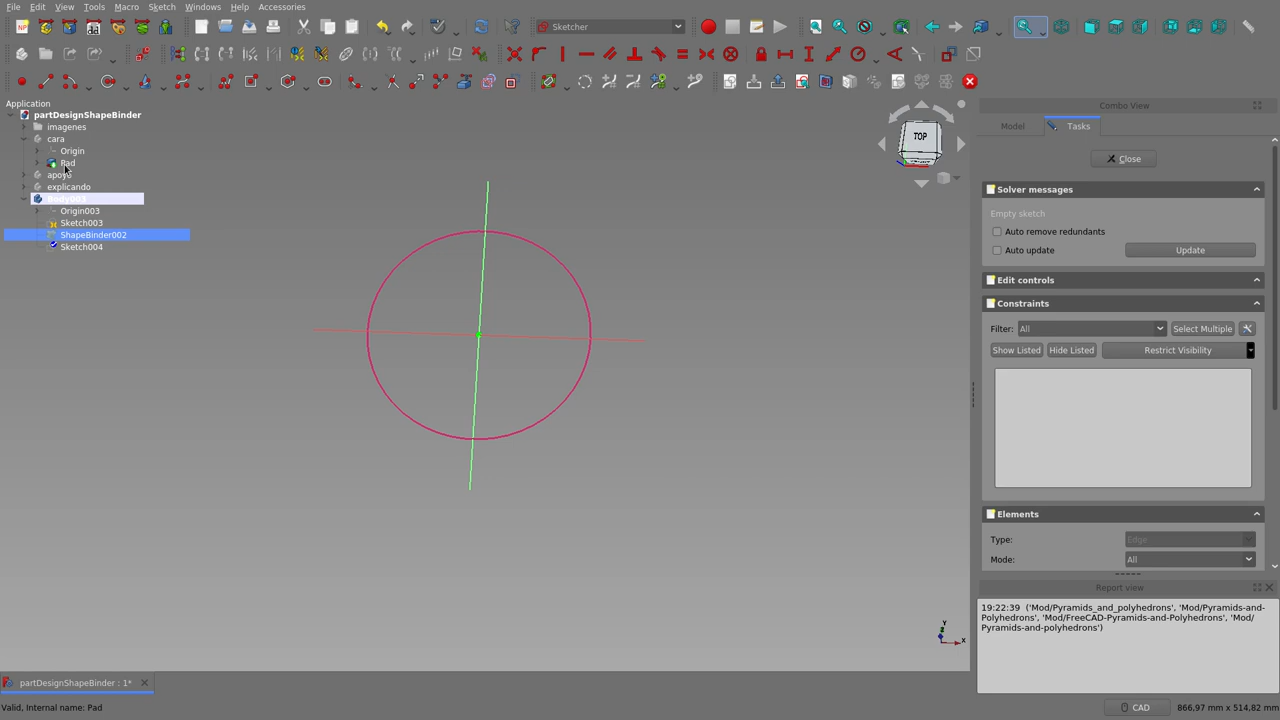 File Edit View Tools Macro Sketch Windows Help Accessories
Sketcher
Application
partDesignShapeBinder
imagenes
cara
Origin
Pad
apoyo
explicando
Body003
Origin003
Sketch003
ShapeBinder002
Sketch004
TOP
Y
X
Combo View
Model Tasks
Close
Solver messages
Empty sketch
Auto remove redundants
Auto update Update
Edit controls
Constraints
Filter: All Select Multiple
Show Listed Hide Listed Restrict Visibility
Elements
Type: Edge
Mode: All
Report view
19:22:39 ('Mod/Pyramids_and_polyhedrons', 'Mod/Pyramids-and-
Polyhedrons', 'Mod/FreeCAD-Pyramids-and-Polyhedrons', 'Mod/
Pyramids-and-polyhedrons')
partDesignShapeBinder : 1*
Valid, Internal name: Pad
CAD 866,97 mm x 514,82 mm